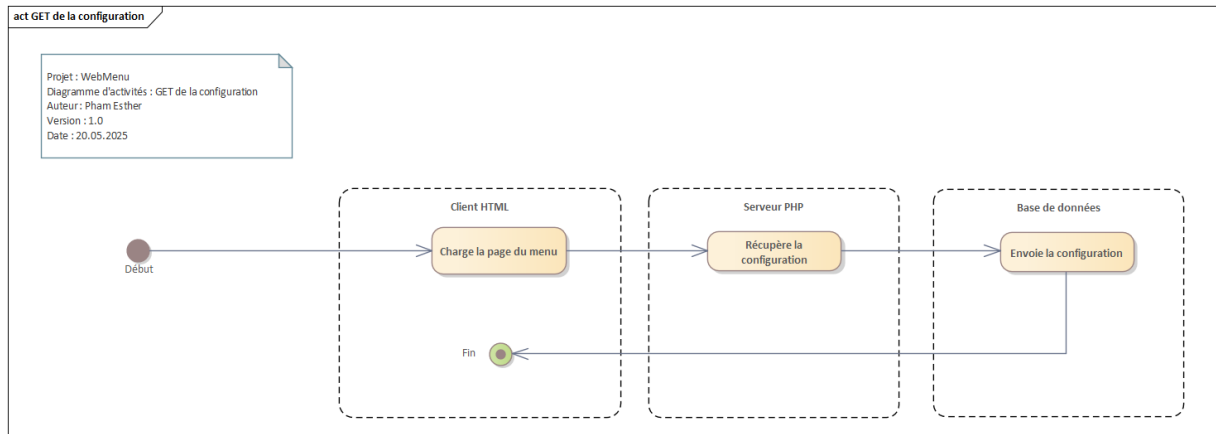 act GET de la configuration
Projet : WebMenu
Diagramme d'activités : GET de la configuration
Auteur : Pham Esther
Version : 1.0
Date : 20.05.2025
Client HTML
Serveur PHP
Base de données
Début
Charge la page du menu
Récupère la
configuration
Envoie la configuration
Fin